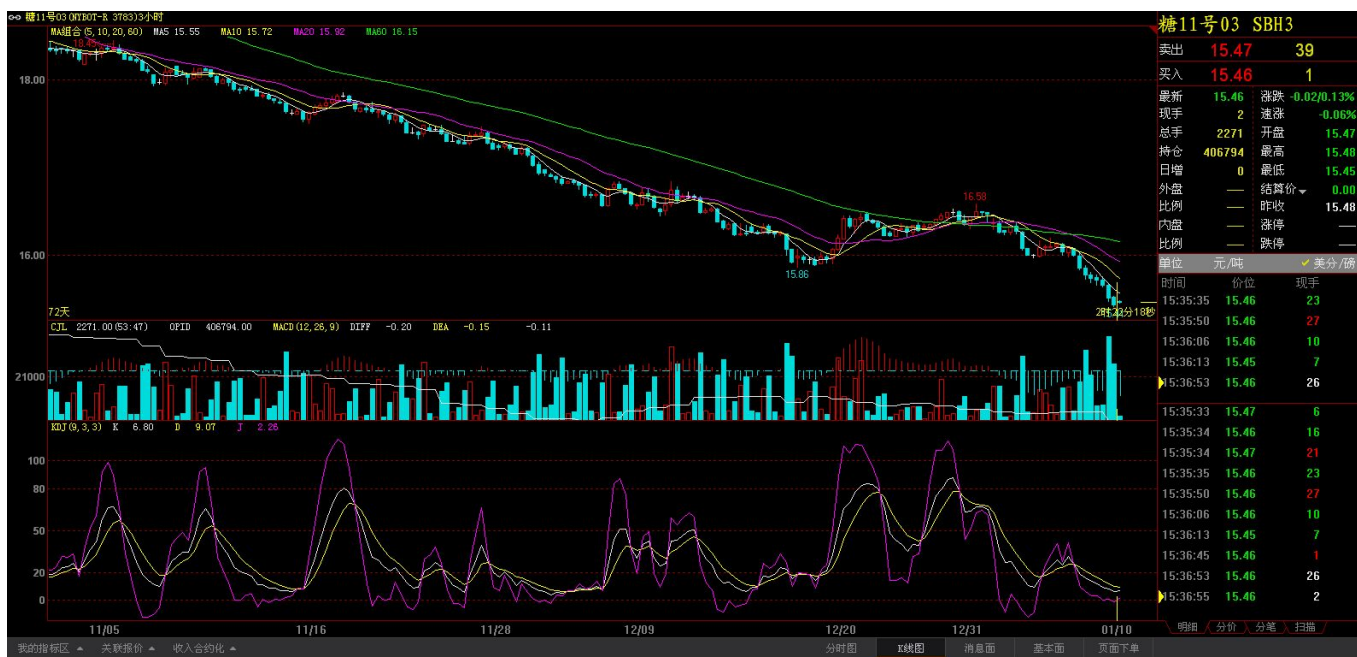 糖11号03(NYBOT-R 3783)3小时
MA组合(5,10,20,60) MA5 15.55 MA10 15.72 MA20 15.92 MA60 16.15
18.45
18.00
16.58
16.00
15.86
72天
2时22分18秒
CJL 2271.00(53:47) OPID 406794.00 MACD(12,26,9) DIFF -0.20 DEA -0.15 -0.11
21000
KDJ(9,3,3) K 6.80 D 9.07 J 2.26
100
80
50
20
0
11/05 11/16 11/28 12/09 12/20 12/31 01/10
我的指标区 关联报价 收入合约化 分时图 K线图 消息面 基本面 页面下单
糖11号03 SBH3
卖出 15.47 39
买入 15.46 1
最新 15.46 涨跌 -0.02/0.13%
现手 2 速涨 -0.06%
总手 2271 开盘 15.47
持仓 406794 最高 15.48
日增 0 最低 15.45
外盘 — 结算价 0.00
比例 — 昨收 15.48
内盘 — 涨停 —
比例 — 跌停 —
单位 元/吨 美分/磅
时间 价位 现手
15:35:35 15.46 23
15:35:50 15.46 27
15:36:06 15.46 10
15:36:13 15.45 7
15:36:53 15.46 26
15:35:33 15.47 6
15:35:34 15.46 16
15:35:34 15.47 21
15:35:35 15.46 23
15:35:50 15.46 27
15:36:06 15.46 10
15:36:13 15.45 7
15:36:45 15.46 1
15:36:53 15.46 26
15:36:55 15.46 2
明细 分价 分笔 扫描